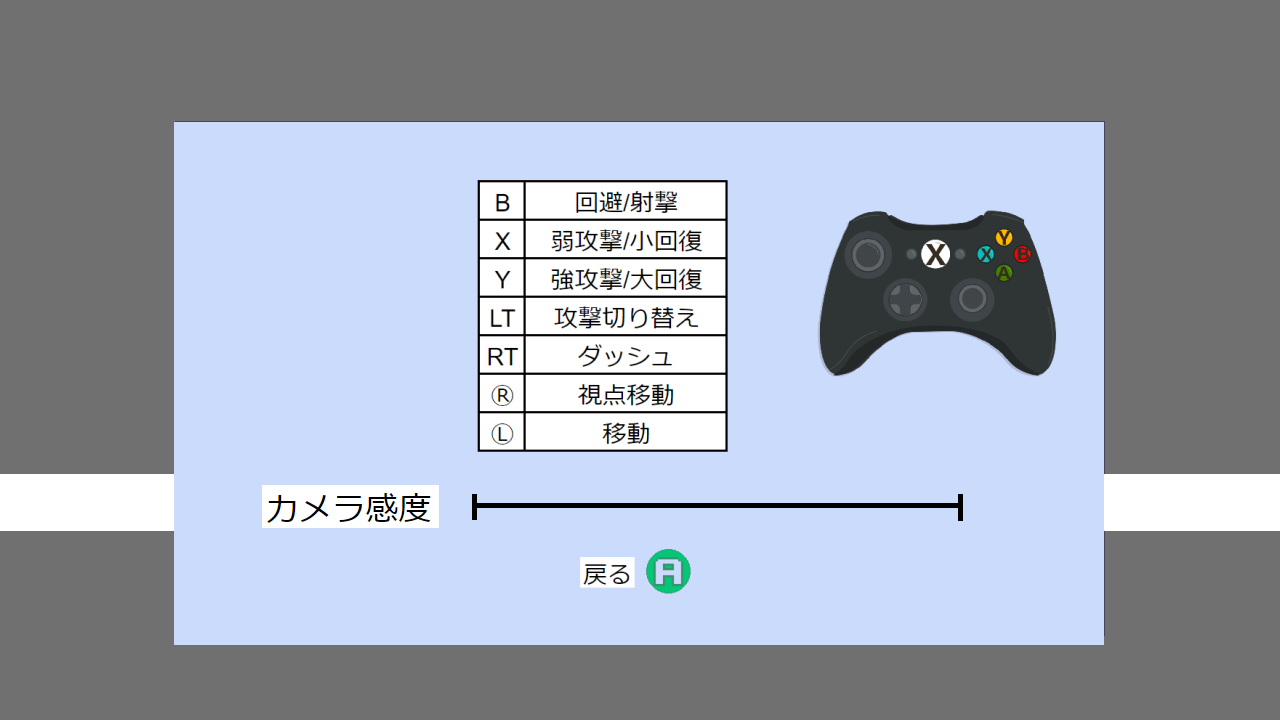 B 回避/射撃
X 弱攻撃/小回復
Y 強攻撃/大回復
LT 攻撃切り替え
RT ダッシュ
Ⓡ 視点移動
Ⓛ 移動
X
Y
X B
A
カメラ感度
戻る A